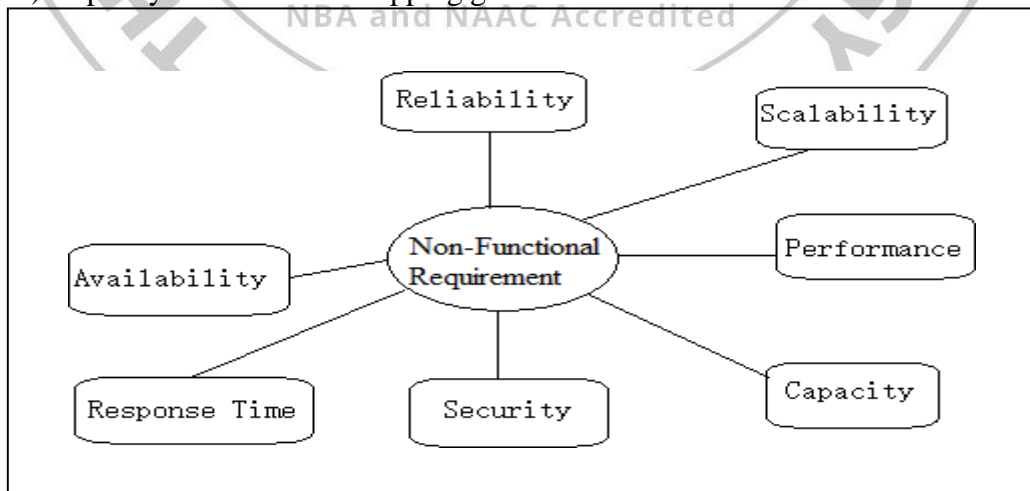 NBA and NAAC Accredited
Reliability
Scalability
Non-Functional
Requirement
Performance
Availability
Capacity
Response Time
Security